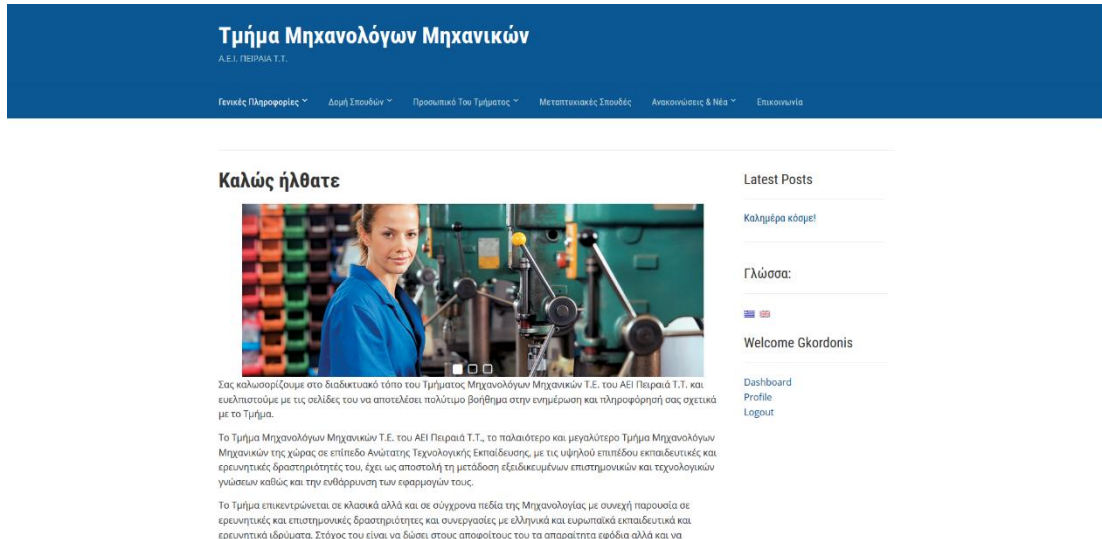 Τμήμα Μηχανολόγων Μηχανικών
Α.Ε.Ι. ΠΕΙΡΑΙΑ Τ.Τ.
Γενικές Πληροφορίες Δομή Σπουδών Προσωπικό Του Τμήματος Μεταπτυχιακές Σπουδές Ανακοινώσεις & Νέα Επικοινωνία
Καλώς ήλθατε
Σας καλωσορίζουμε στο διαδικτυακό τόπο του Τμήματος Μηχανολόγων Μηχανικών Τ.Ε. του ΑΕΙ Πειραιά Τ.Τ. και
ευελπιστούμε με τις σελίδες του να αποτελέσει πολύτιμο βοήθημα στην ενημέρωση και πληροφόρησή σας σχετικά
με το Τμήμα.
Το Τμήμα Μηχανολόγων Μηχανικών Τ.Ε. του ΑΕΙ Πειραιά Τ.Τ., το παλαιότερο και μεγαλύτερο Τμήμα Μηχανολόγων
Μηχανικών της χώρας σε επίπεδο Ανώτατης Τεχνολογικής Εκπαίδευσης, με τις υψηλού επιπέδου εκπαιδευτικές και
ερευνητικές δραστηριότητές του, έχει ως αποστολή τη μετάδοση εξειδικευμένων επιστημονικών και τεχνολογικών
γνώσεων καθώς και την ενθάρρυνση των εφαρμογών τους.
Το Τμήμα επικεντρώνεται σε κλασικά αλλά και σε σύγχρονα πεδία της Μηχανολογίας με συνεχή παρουσία σε
ερευνητικές και επιστημονικές δραστηριότητες και συνεργασίες με ελληνικά και ευρωπαϊκά εκπαιδευτικά και
ερευνητικά ιδρύματα. Στόχος του είναι να δώσει στους αποφοίτους του τα απαραίτητα εφόδια αλλά και να
Latest Posts
Καλημέρα κόσμε!
Γλώσσα:
Welcome Gkordonis
Dashboard
Profile
Logout